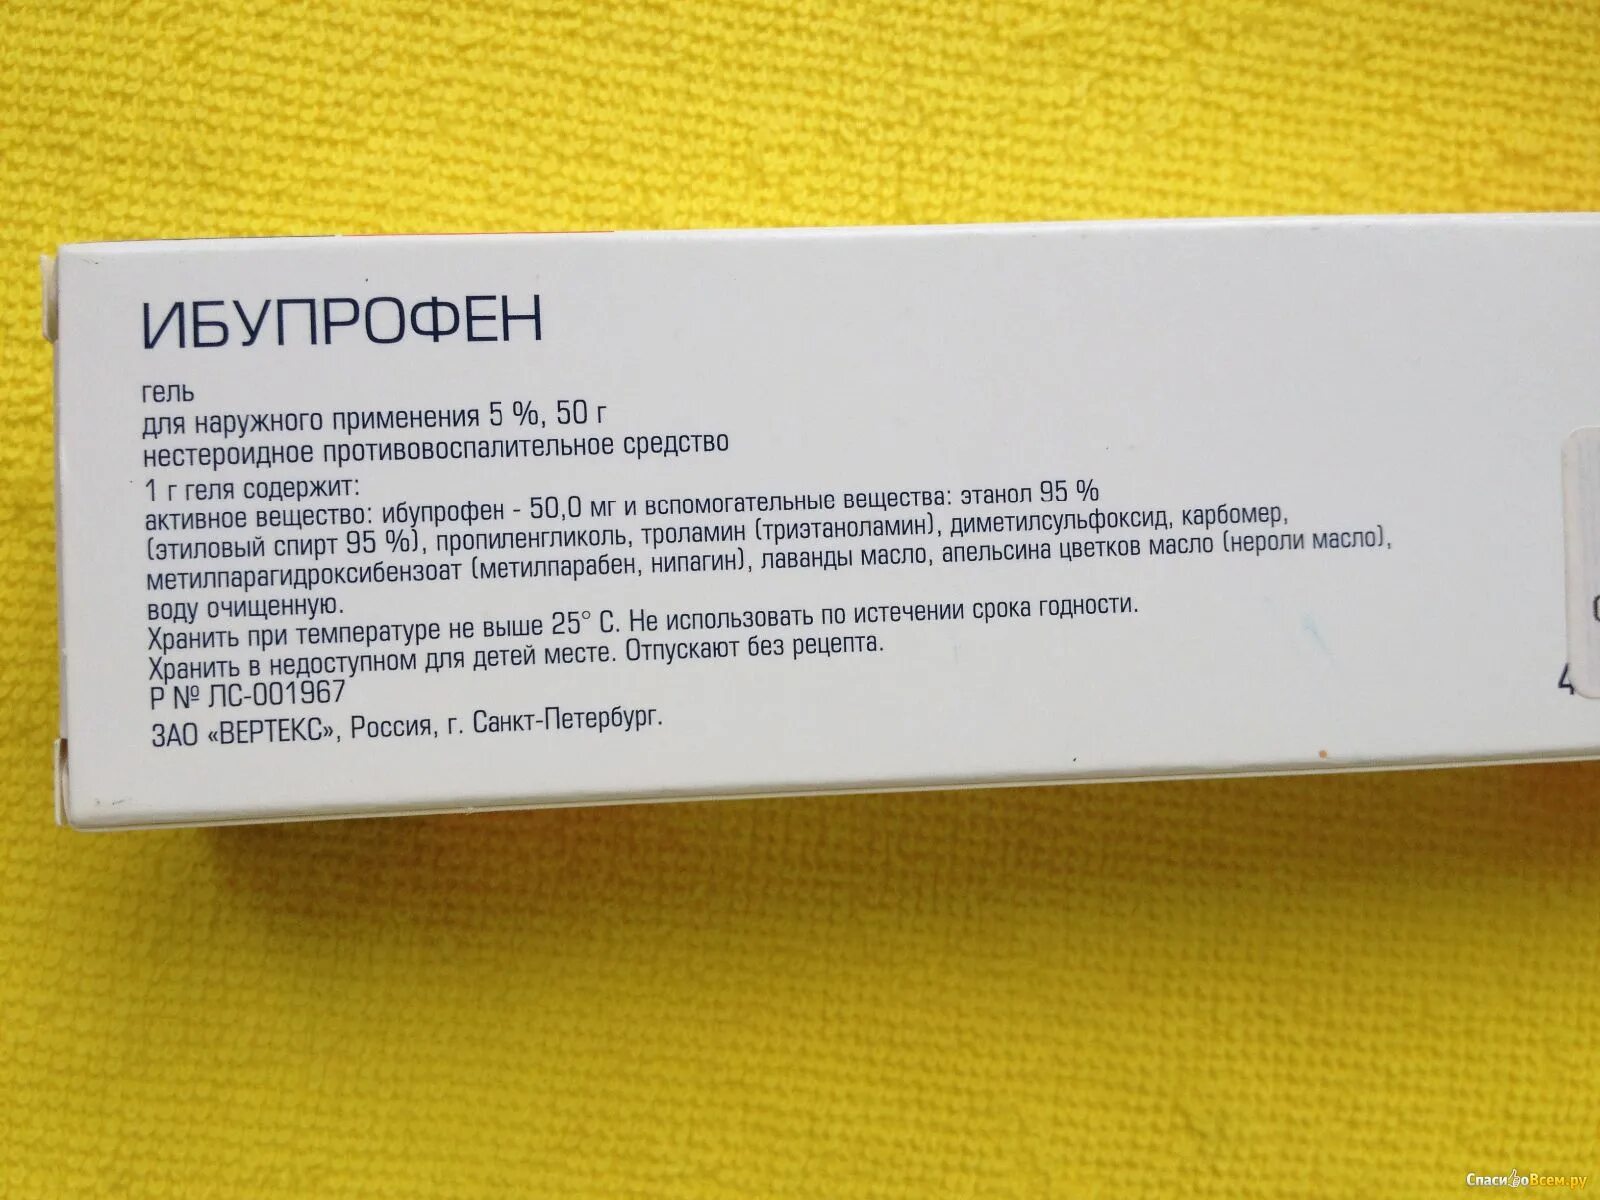 ИБУПРОФЕН
гель
для наружного применения 5 %, 50 г
нестероидное противовоспалительное средство
1 г геля содержит:
активное вещество: ибупрофен - 50,0 мг и вспомогательные вещества: этанол 95 %
(этиловый спирт 95 %), пропиленгликоль, троламин (триэтаноламин), диметилсульфоксид, карбомер,
метилпарагидроксибензоат (метилпарабен, нипагин), лаванды масло, апельсина цветков масло (нероли масло),
воду очищенную.
Хранить при температуре не выше 25° С. Не использовать по истечении срока годности.
Хранить в недоступном для детей месте. Отпускают без рецепта.
Р № ЛС-001967
ЗАО «ВЕРТЕКС», Россия, г. Санкт-Петербург.
4
СпасибоВсем.ру